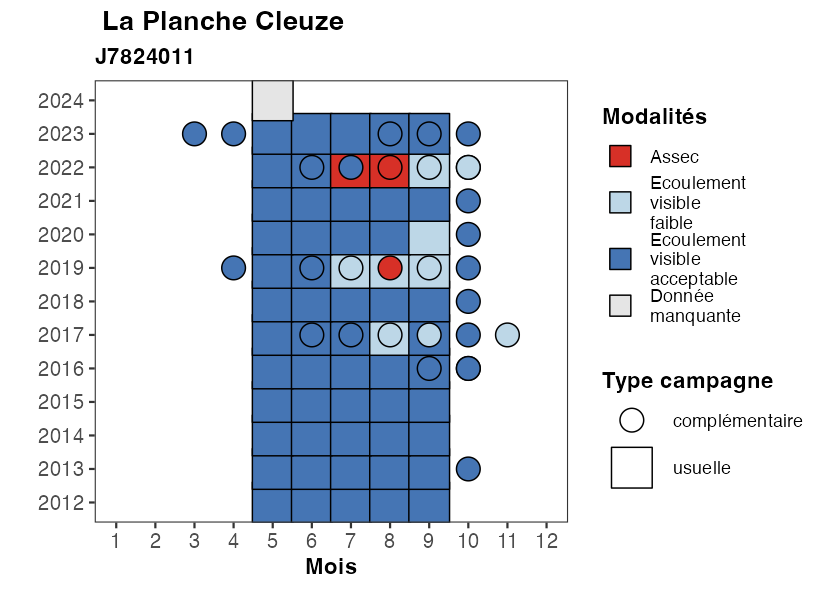 La Planche Cleuze
J7824011
2024
2023
2022
2021
2020
2019
2018
2017
2016
2015
2014
2013
2012
1 2 3 4 5 6 7 8 9 10 11 12
Mois
Modalités
Assec
Ecoulement
visible
faible
Ecoulement
visible
acceptable
Donnée
manquante
Type campagne
complémentaire
usuelle